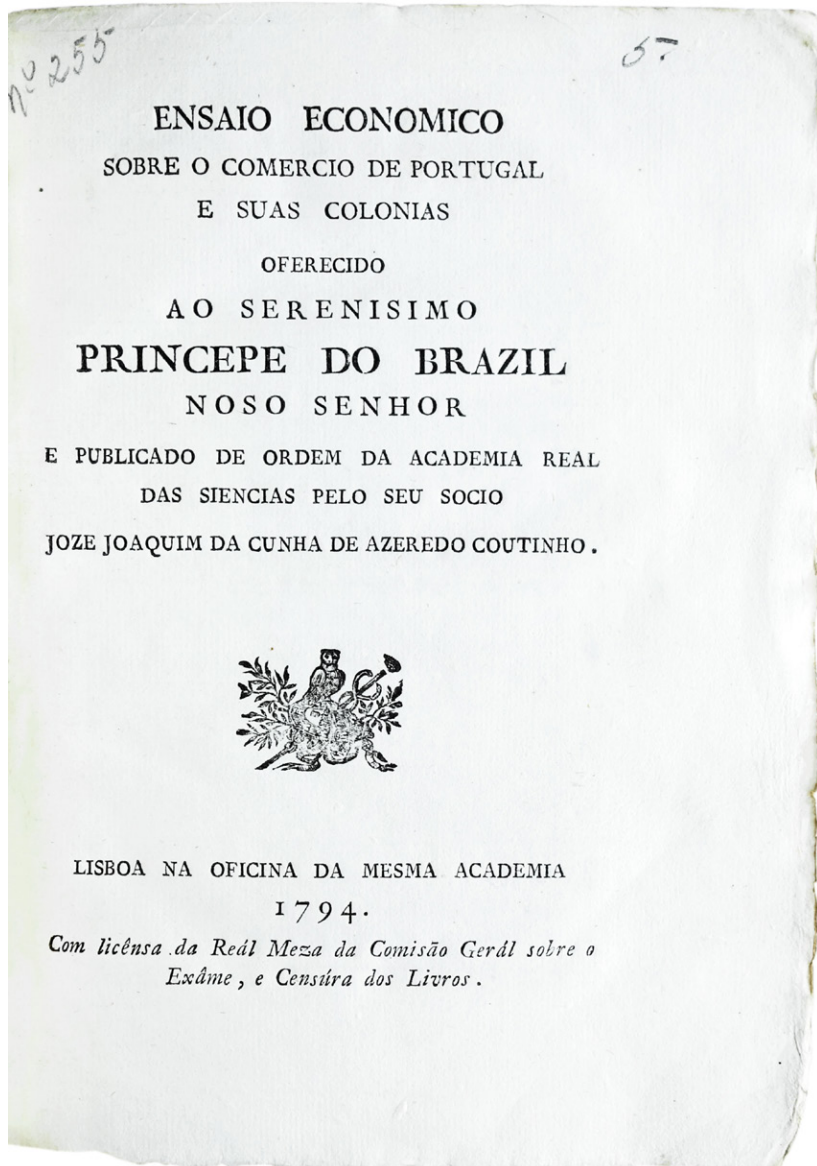 nº 255
5-
ENSAIO ECONOMICO
SOBRE O COMERCIO DE PORTUGAL
E SUAS COLONIAS
OFERECIDO
AO SERENISIMO
PRINCEPE DO BRAZIL
NOSO SENHOR
E PUBLICADO DE ORDEM DA ACADEMIA REAL
DAS SIENCIAS PELO SEU SOCIO
JOZE JOAQUIM DA CUNHA DE AZEREDO COUTINHO.
LISBOA NA OFICINA DA MESMA ACADEMIA
1794.
Com licênsa da Reál Meza da Comisão Gerál sobre o
Exâme, e Censúra dos Livros.